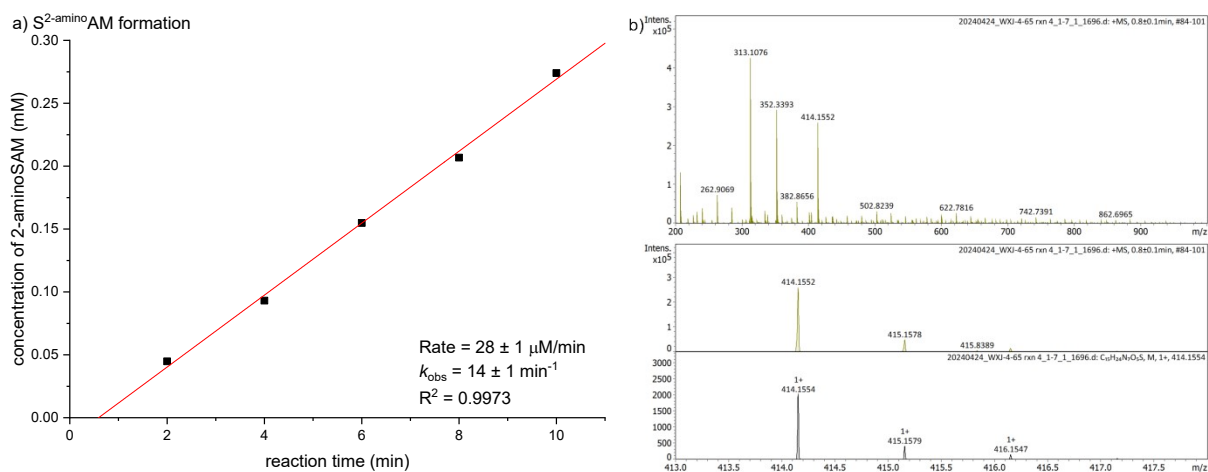 a) S²⁻ᵃᵐⁱⁿᵒAM formation
concentration of 2-aminoSAM (mM)
0.30
0.25
0.20
0.15
0.10
0.05
0.00
0 2 4 6 8 10
reaction time (min)
Rate = 28 ± 1 μM/min
k_obs = 14 ± 1 min⁻¹
R² = 0.9973
b)
Intens.
x10⁵
20240424_WXJ-4-65 rxn 4_1-7_1_1696.d: +MS, 0.8±0.1min, #84-101
4
3
2
1
0
313.1076
352.3393
414.1552
262.9069
382.8656
502.8239
622.7816
742.7391
862.6965
200 300 400 500 600 700 800 900 m/z
Intens.
x10⁵
20240424_WXJ-4-65 rxn 4_1-7_1_1696.d: +MS, 0.8±0.1min, #84-101
3
2
1
0
414.1552
415.1578
415.8389
20240424_WXJ-4-65 rxn 4_1-7_1_1696.d: C₁₅H₂₄N₇O₅S, M, 1+, 414.1554
3000
2500
2000
1500
1000
500
0
1+
414.1554
1+
415.1579
1+
416.1547
413.0 413.5 414.0 414.5 415.0 415.5 416.0 416.5 417.0 417.5 m/z